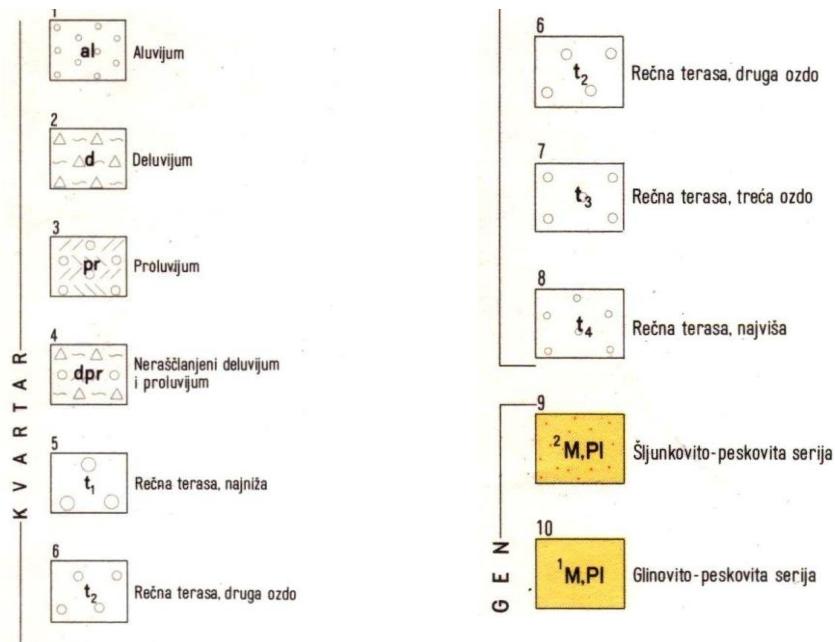 1
al
Aluvijum
2
d
Deluvijum
3
pr
Proluvijum
4
dpr
Neraščlanjeni deluvijum
i proluvijum
5
t1
Rečna terasa, najniža
6
t2
Rečna terasa, druga ozdo
KVARTAR
6
t2
Rečna terasa, druga ozdo
7
t3
Rečna terasa, treća ozdo
8
t4
Rečna terasa, najviša
9
2M,Pl
Šljunkovito-peskovita serija
10
1M,Pl
Glinovito-peskovita serija
GEN